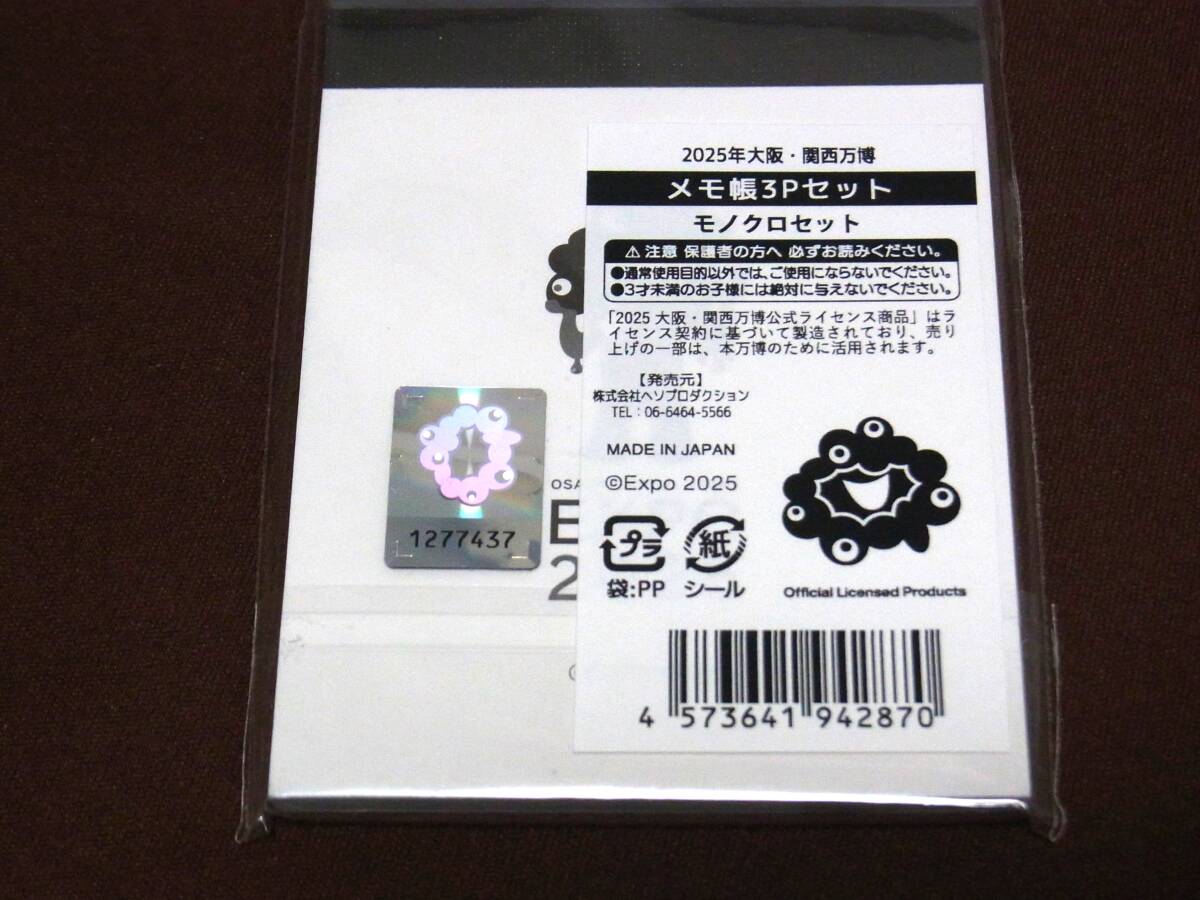 2025年大阪・関西万博
メモ帳3Pセット
モノクロセット
⚠注意 保護者の方へ 必ずお読みください。
●通常使用目的以外では、ご使用にならないでください。
●3才未満のお子様には絶対に与えないでください。
「2025 大阪・関西万博公式ライセンス商品」はラ
イセンス契約に基づいて製造されており、売り
上げの一部は、本万博のために活用されます。
【発売元】
株式会社ヘソプロダクション
TEL：06-6464-5566
MADE IN JAPAN
©Expo 2025
プラ 紙
袋:PP シール
Official Licensed Products
4 573641 942870
1277437
OSA
E
2